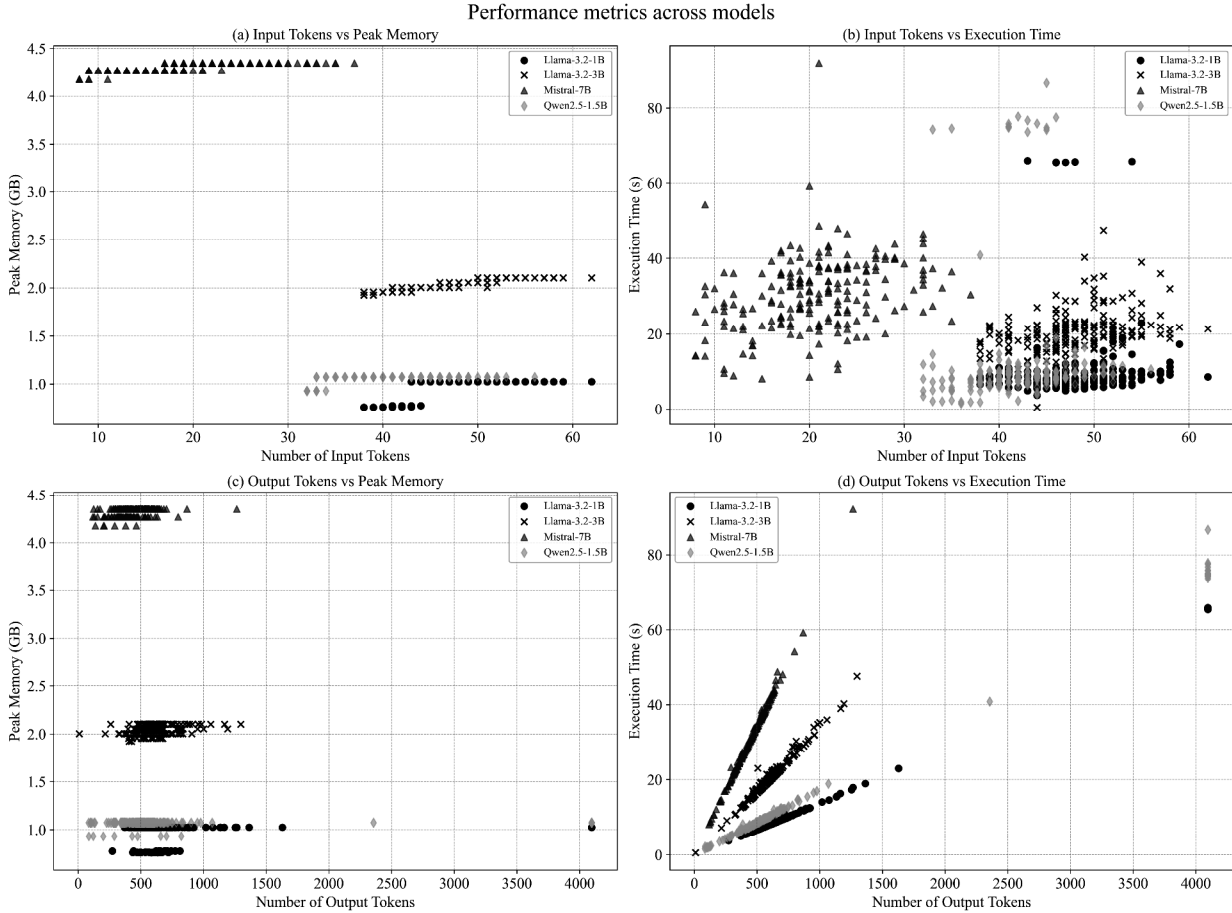 Performance metrics across models
(a) Input Tokens vs Peak Memory
4.5
4.0
3.5
3.0
2.5
2.0
1.5
1.0
Peak Memory (GB)
10
20
30
40
50
60
Number of Input Tokens
Llama-3.2-1B
Llama-3.2-3B
Mistral-7B
Qwen2.5-1.5B
(b) Input Tokens vs Execution Time
80
60
40
20
0
Execution Time (s)
10
20
30
40
50
60
Number of Input Tokens
Llama-3.2-1B
Llama-3.2-3B
Mistral-7B
Qwen2.5-1.5B
(c) Output Tokens vs Peak Memory
4.5
4.0
3.5
3.0
2.5
2.0
1.5
1.0
Peak Memory (GB)
0
500
1000
1500
2000
2500
3000
3500
4000
Number of Output Tokens
Llama-3.2-1B
Llama-3.2-3B
Mistral-7B
Qwen2.5-1.5B
(d) Output Tokens vs Execution Time
80
60
40
20
0
Execution Time (s)
0
500
1000
1500
2000
2500
3000
3500
4000
Number of Output Tokens
Llama-3.2-1B
Llama-3.2-3B
Mistral-7B
Qwen2.5-1.5B